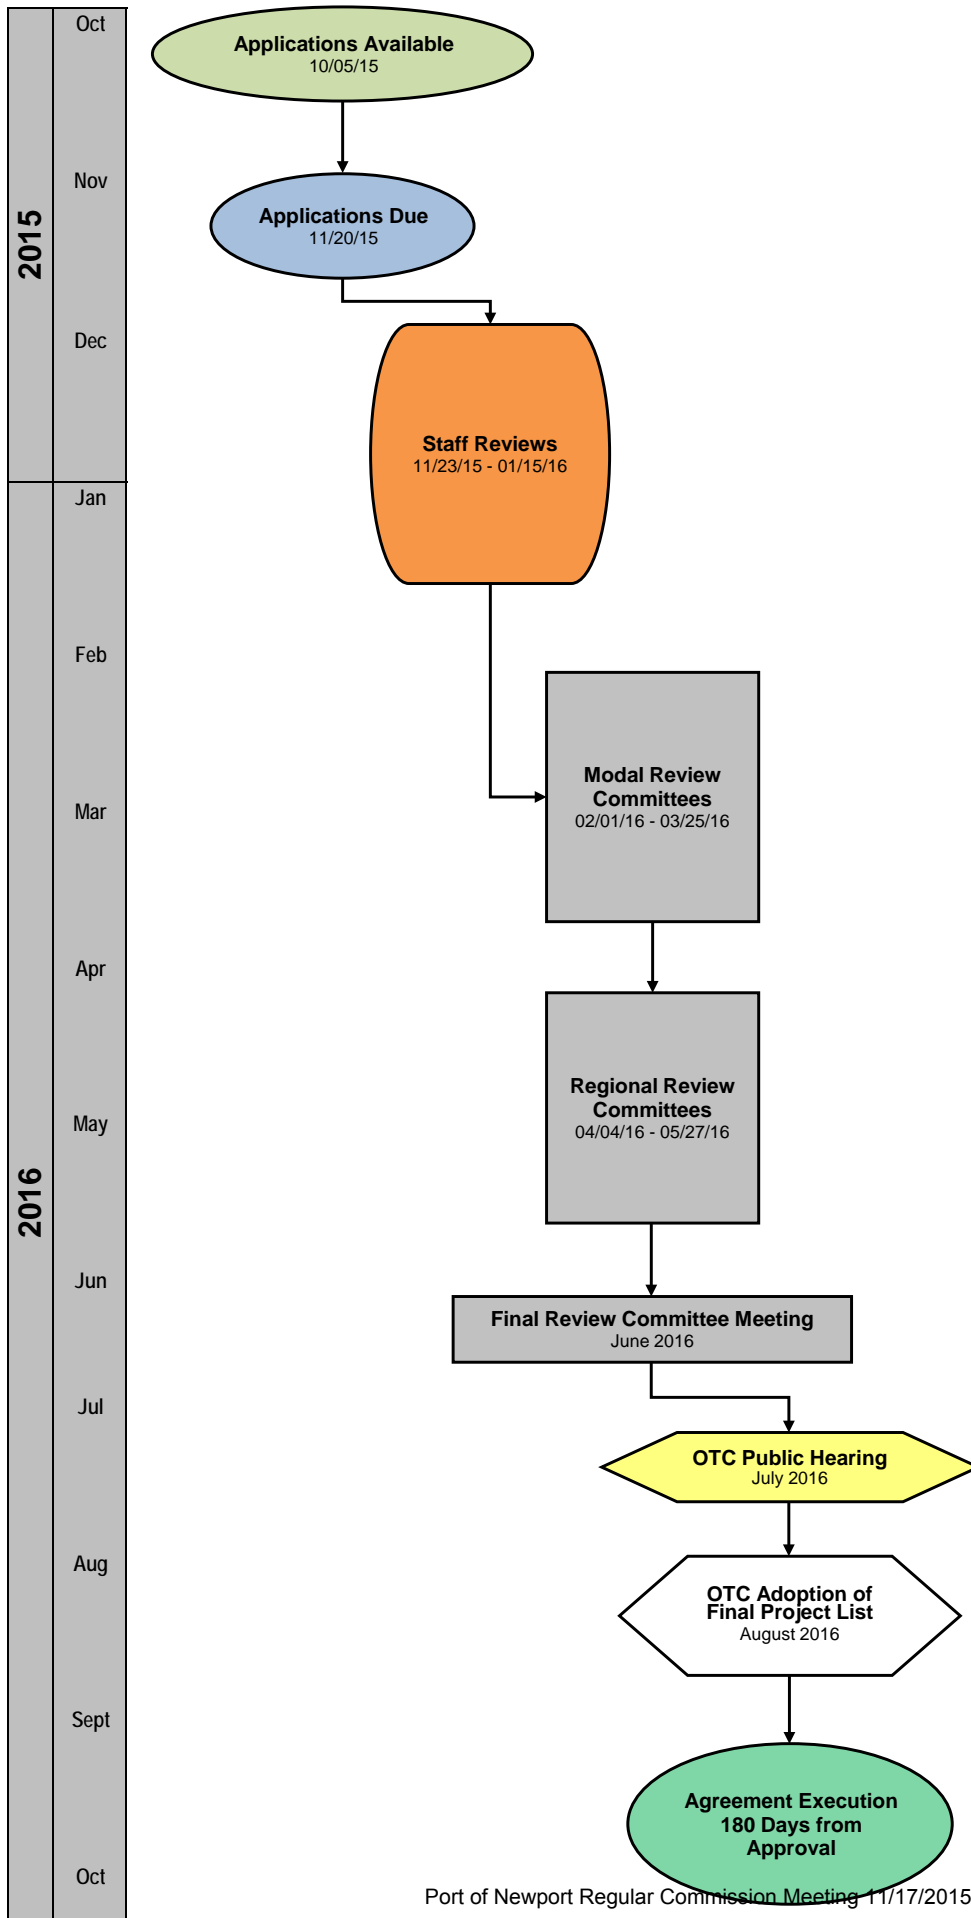 2015
Oct
Nov
Dec
2016
Jan
Feb
Mar
Apr
May
Jun
Jul
Aug
Sept
Oct
Applications Available
10/05/15
Applications Due
11/20/15
Staff Reviews
11/23/15 - 01/15/16
Modal Review
Committees
02/01/16 - 03/25/16
Regional Review
Committees
04/04/16 - 05/27/16
Final Review Committee Meeting
June 2016
OTC Public Hearing
July 2016
OTC Adoption of
Final Project List
August 2016
Agreement Execution
180 Days from
Approval
Port of Newport Regular Commission Meeting 11/17/2015